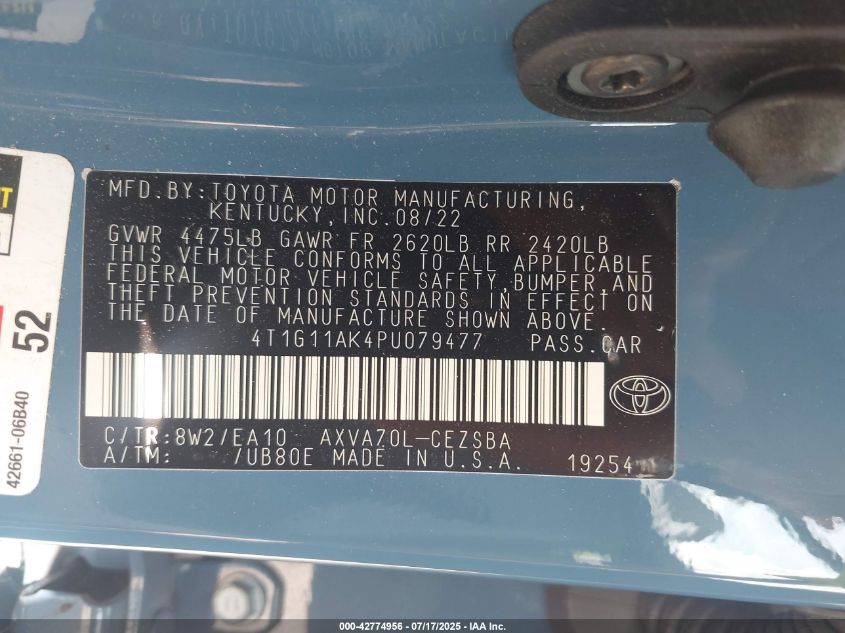 MFD.BY:TOYOTA MOTOR MANUFACTURING,
KENTUCKY,INC.08/22
GVWR 4475LB GAWR FR 2620LB RR 2420LB
THIS VEHICLE CONFORMS TO ALL APPLICABLE
FEDERAL MOTOR VEHICLE SAFETY,BUMPER,AND
THEFT PREVENTION STANDARDS IN EFFECT ON
THE DATE OF MANUFACTURE SHOWN ABOVE.
4T1G11AK4PU079477 PASS.CAR
C/TR:8W2/EA10 AXVA70L-CEZSBA
A/TM: /UB80E MADE IN U.S.A. 19254
52
42661-06B40
000-42774956 - 07/17/2025 - IAA Inc.